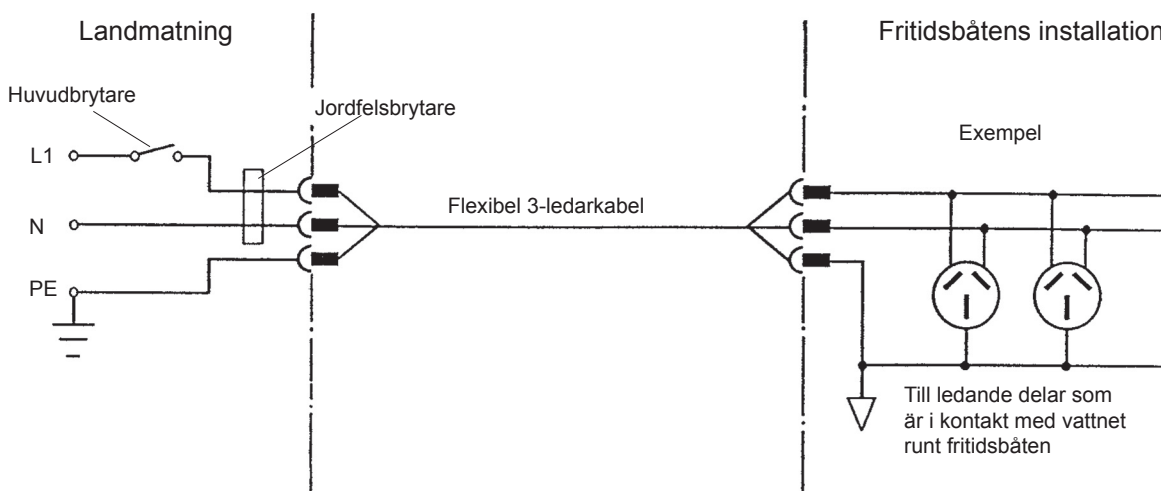 Landmatning
Fritidsbåtens installation
Huvudbrytare
Jordfelsbrytare
Exempel
L1
Flexibel 3-ledarkabel
N
PE
Till ledande delar som
är i kontakt med vattnet
runt fritidsbåten